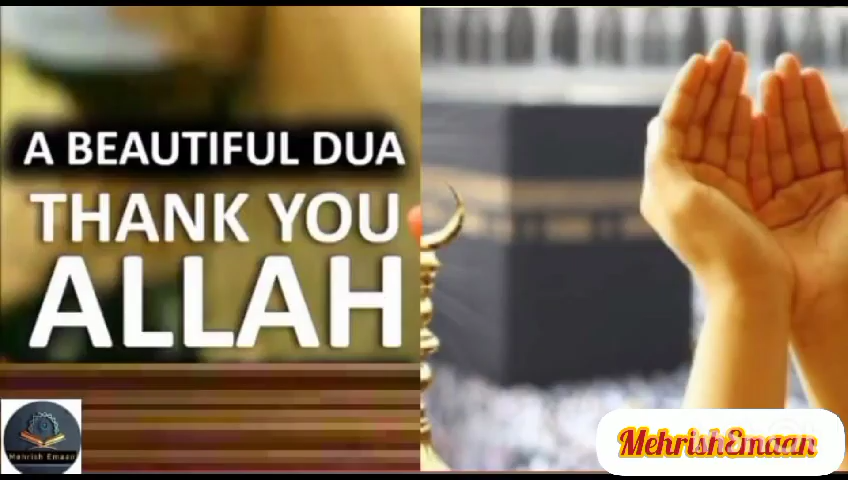 A BEAUTIFUL DUA
THANK YOU
ALLAH
Mehrish Emaan
MehrishEmaan